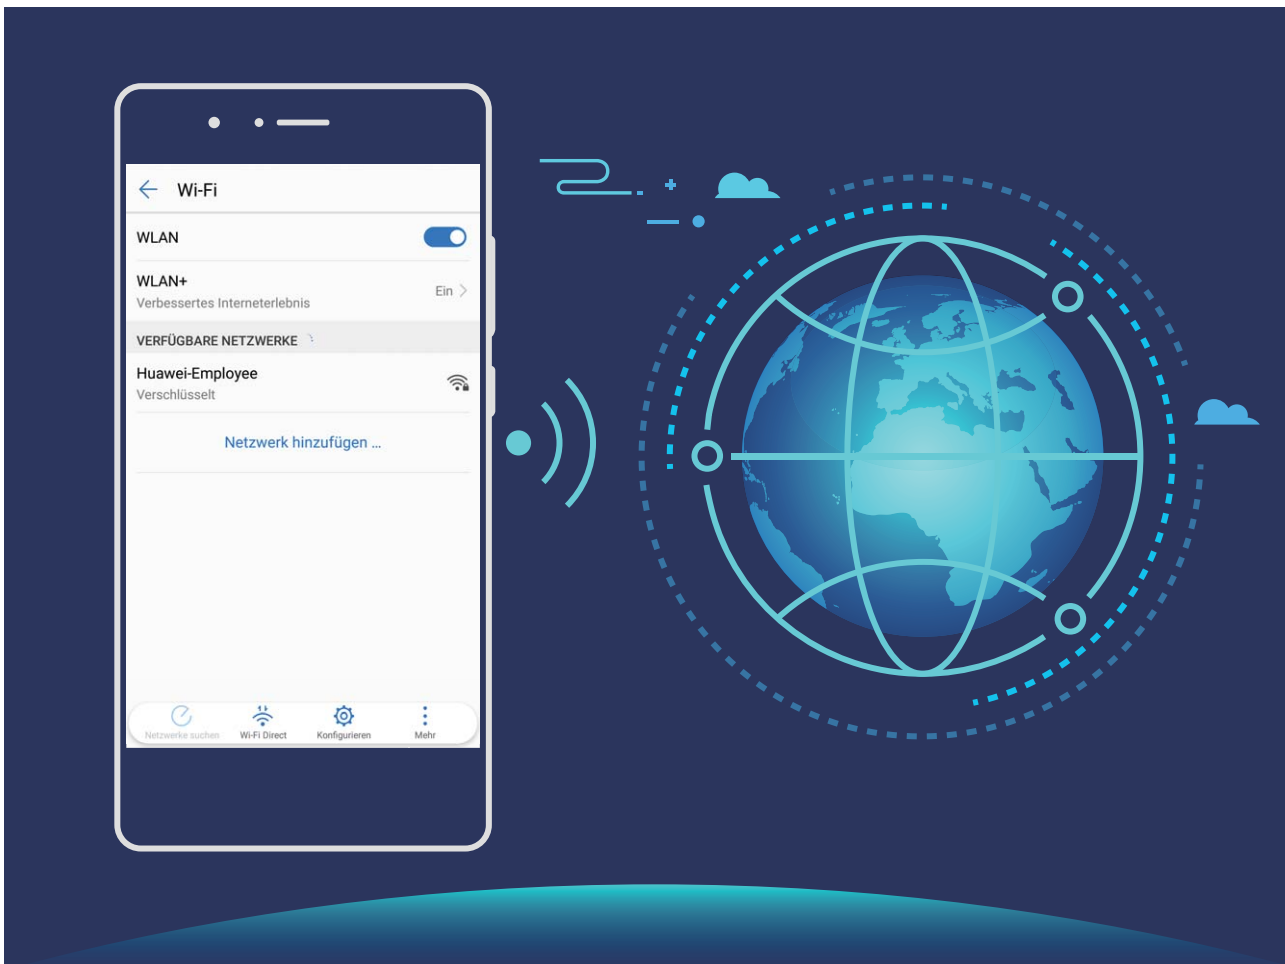 Wi-Fi
WLAN
WLAN+
Verbessertes Interneterlebnis
Ein
VERFÜGBARE NETZWERKE
Huawei-Employee
Verschlüsselt
Netzwerk hinzufügen ...
Netzwerke suchen Wi-Fi Direct Konfigurieren Mehr